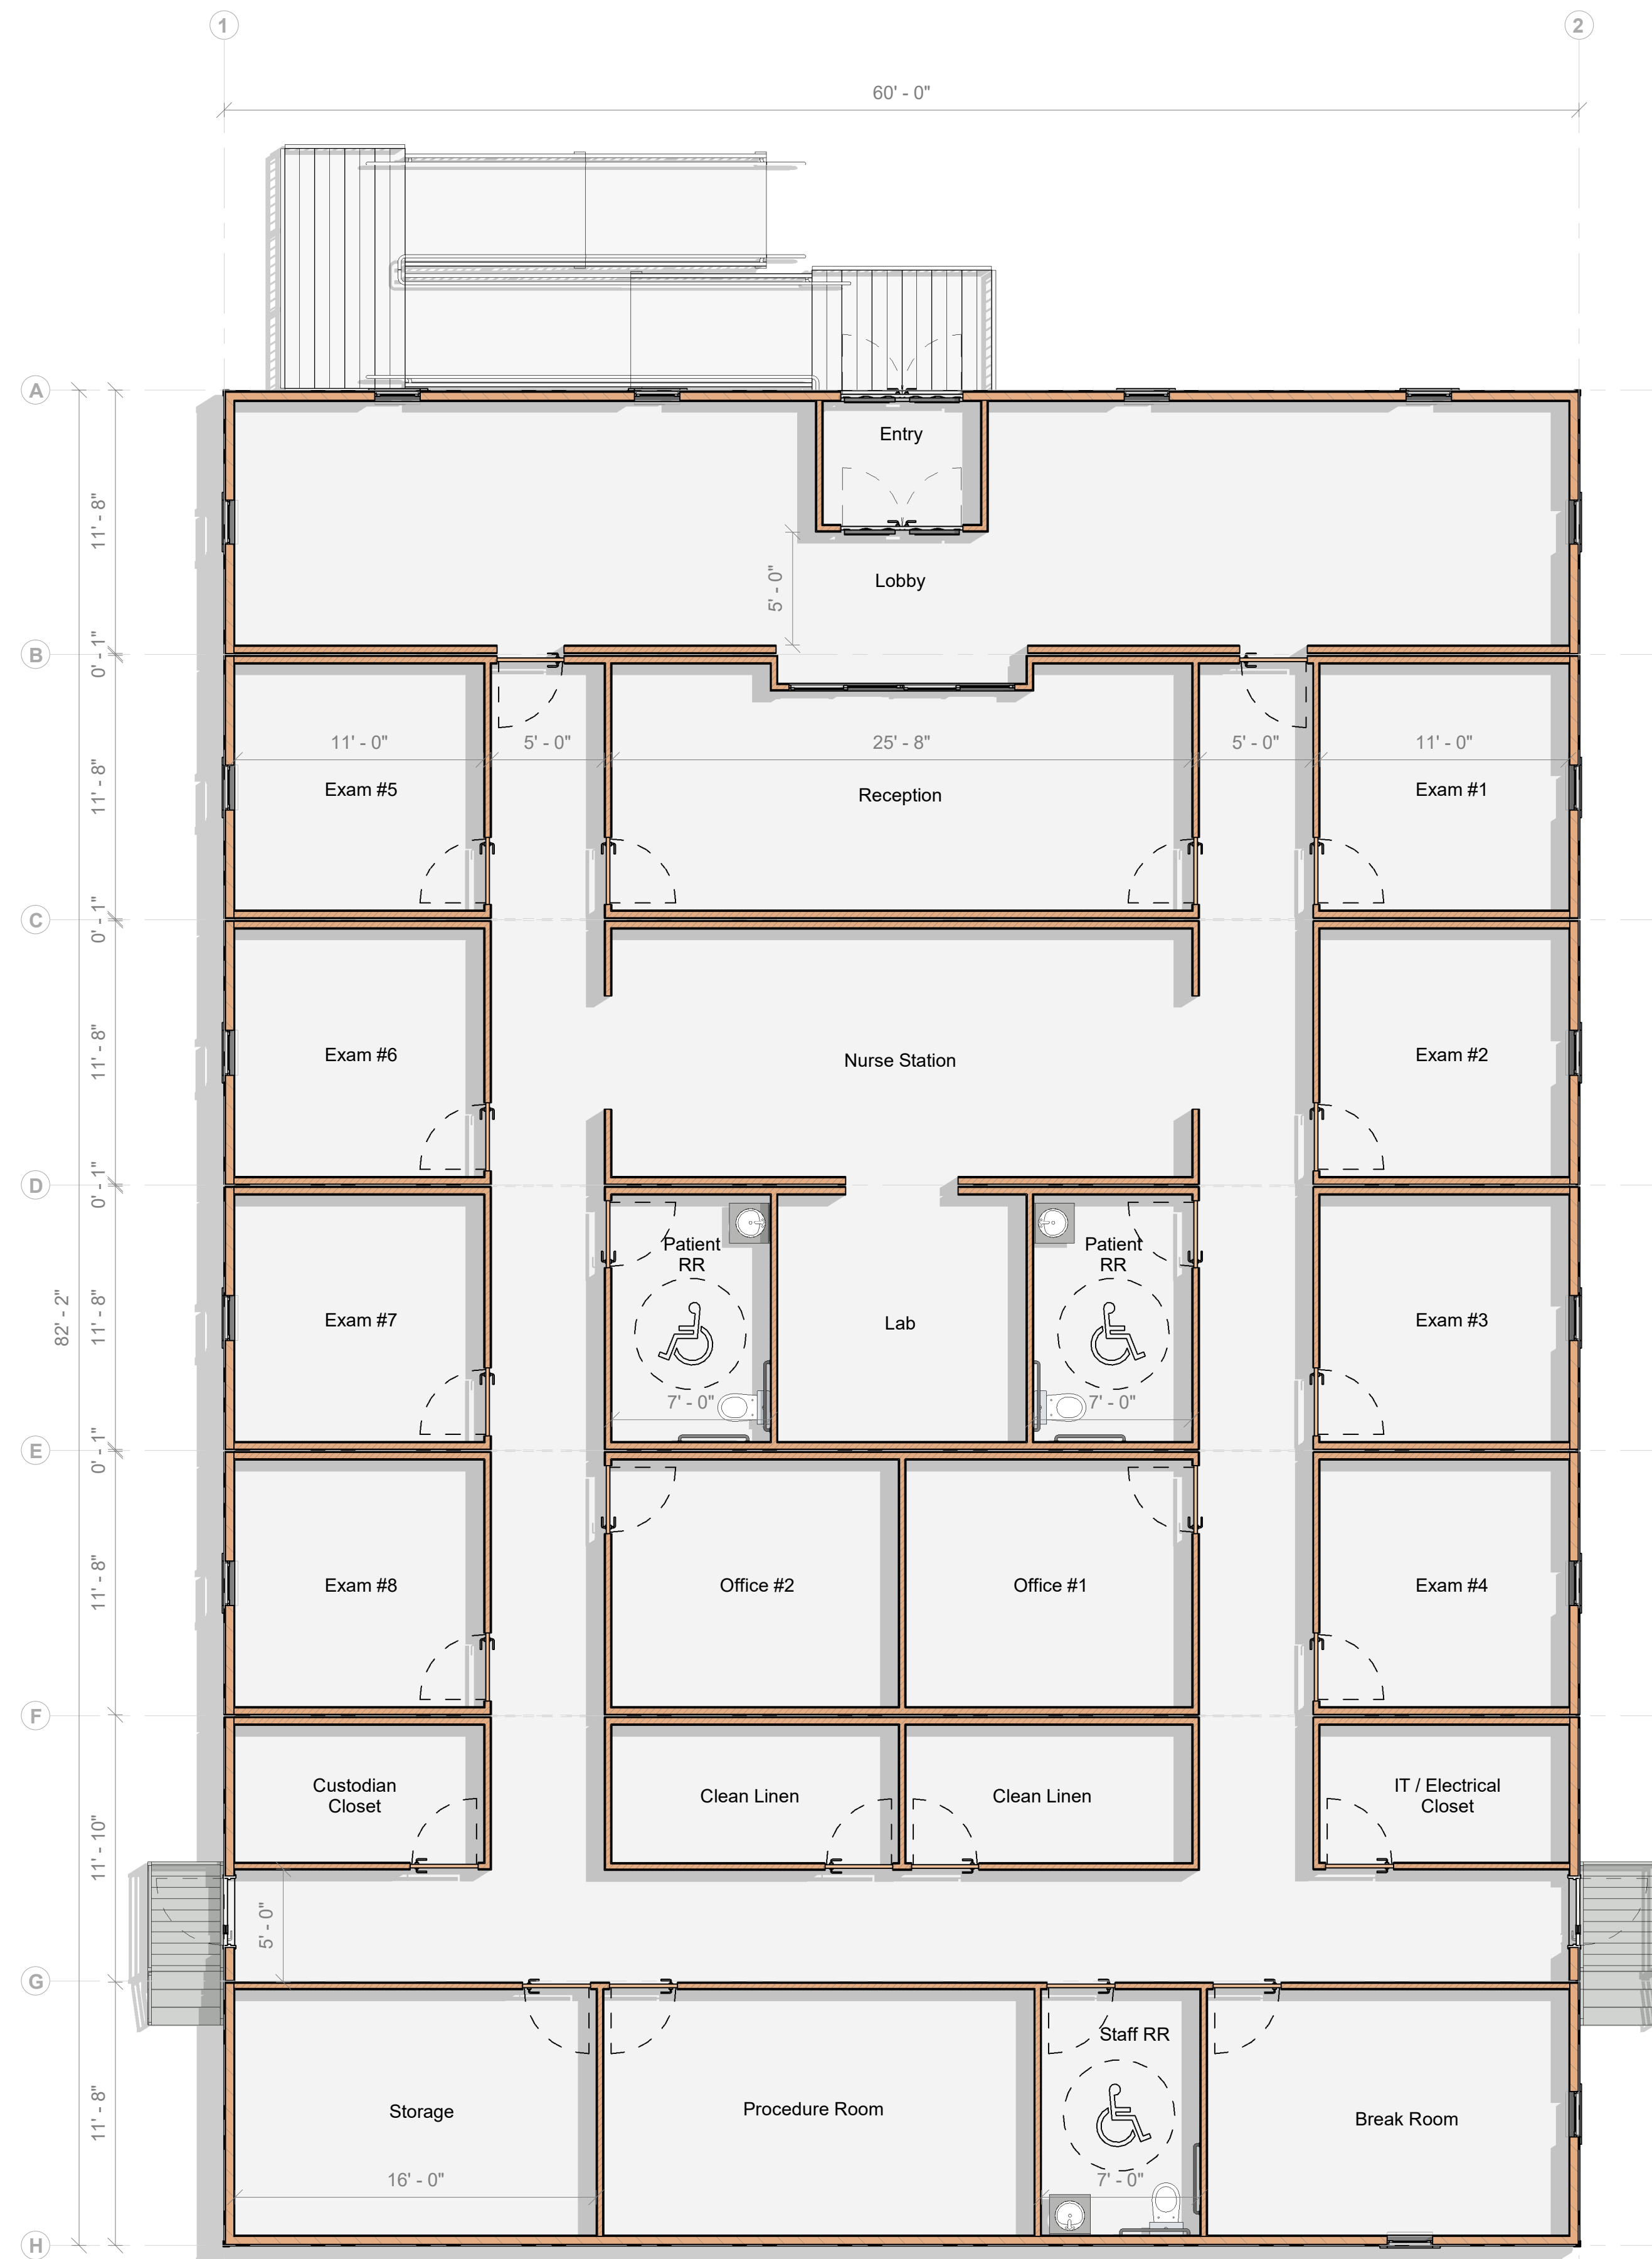 1
2
60' - 0"
A
Entry
11' - 8"
5' - 0"
Lobby
B
0' - 1"
11' - 0"
5' - 0"
25' - 8"
5' - 0"
11' - 0"
11' - 8"
Exam #5
Reception
Exam #1
C
0' - 1"
11' - 8"
Exam #6
Nurse Station
Exam #2
D
0' - 1"
Patient
RR
Patient
RR
82' - 2"
11' - 8"
Exam #7
Lab
Exam #3
7' - 0"
7' - 0"
E
0' - 1"
11' - 8"
Exam #8
Office #2
Office #1
Exam #4
F
Custodian
Closet
Clean Linen
Clean Linen
IT / Electrical
Closet
11' - 10"
5' - 0"
G
Staff RR
11' - 8"
Storage
Procedure Room
Break Room
16' - 0"
7' - 0"
H